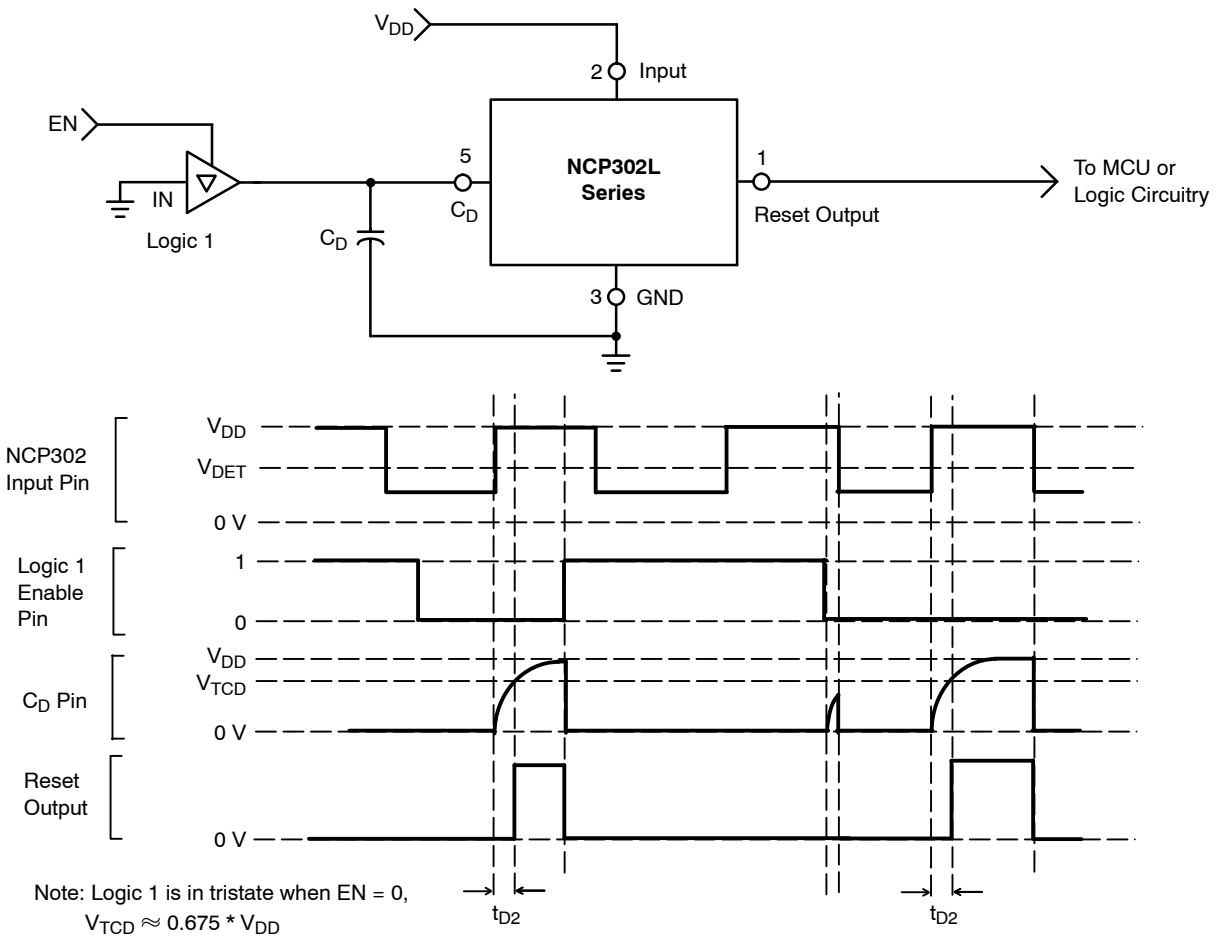 VDD
2 Input
EN
IN
Logic 1
CD
5
CD
NCP302L
Series
1
Reset Output
To MCU or
Logic Circuitry
3 GND
NCP302
Input Pin
VDD
VDET
0 V
Logic 1
Enable
Pin
1
0
CD Pin
VDD
VTCD
0 V
Reset
Output
0 V
Note: Logic 1 is in tristate when EN = 0,
VTCD ≈ 0.675 * VDD
tD2
tD2